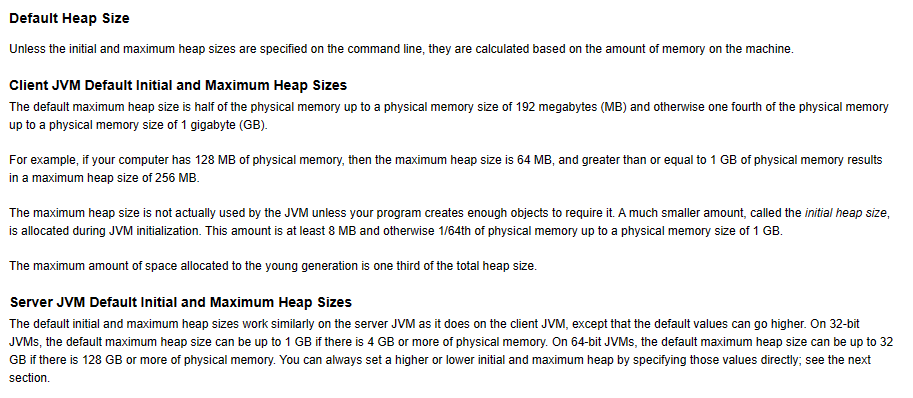 Default Heap Size
Unless the initial and maximum heap sizes are specified on the command line, they are calculated based on the amount of memory on the machine.
Client JVM Default Initial and Maximum Heap Sizes
The default maximum heap size is half of the physical memory up to a physical memory size of 192 megabytes (MB) and otherwise one fourth of the physical memory
up to a physical memory size of 1 gigabyte (GB).
For example, if your computer has 128 MB of physical memory, then the maximum heap size is 64 MB, and greater than or equal to 1 GB of physical memory results
in a maximum heap size of 256 MB.
The maximum heap size is not actually used by the JVM unless your program creates enough objects to require it. A much smaller amount, called the initial heap size,
is allocated during JVM initialization. This amount is at least 8 MB and otherwise 1/64th of physical memory up to a physical memory size of 1 GB.
The maximum amount of space allocated to the young generation is one third of the total heap size.
Server JVM Default Initial and Maximum Heap Sizes
The default initial and maximum heap sizes work similarly on the server JVM as it does on the client JVM, except that the default values can go higher. On 32-bit
JVMs, the default maximum heap size can be up to 1 GB if there is 4 GB or more of physical memory. On 64-bit JVMs, the default maximum heap size can be up to 32
GB if there is 128 GB or more of physical memory. You can always set a higher or lower initial and maximum heap by specifying those values directly; see the next
section.